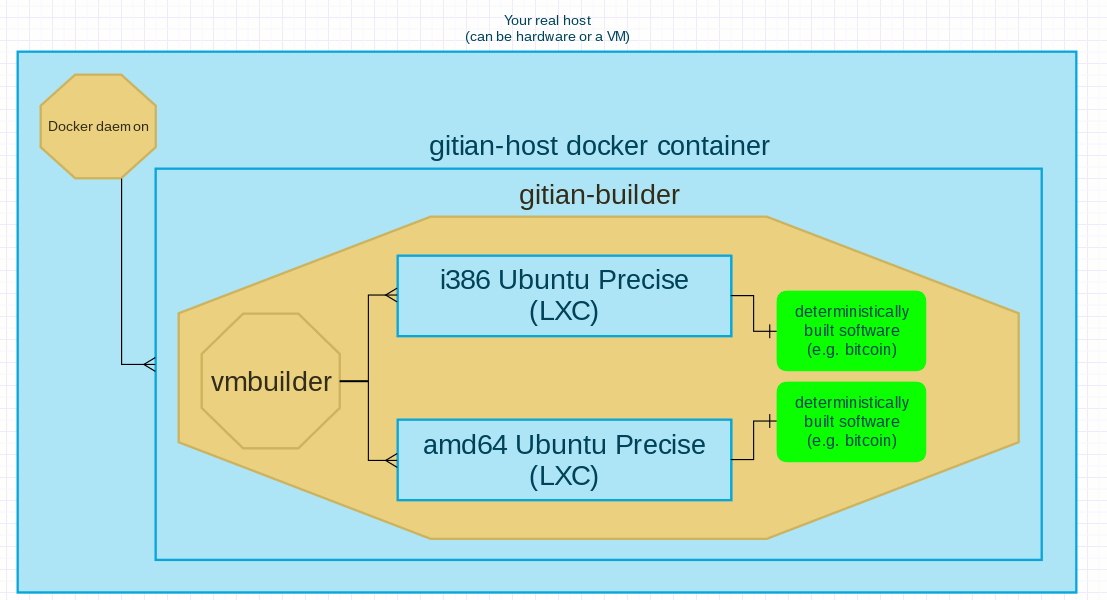 Your real host
(can be hardware or a VM)
Docker daemon
gitian-host docker container
gitian-builder
i386 Ubuntu Precise
(LXC)
deterministically
built software
(e.g. bitcoin)
vmbuilder
deterministically
built software
(e.g. bitcoin)
amd64 Ubuntu Precise
(LXC)